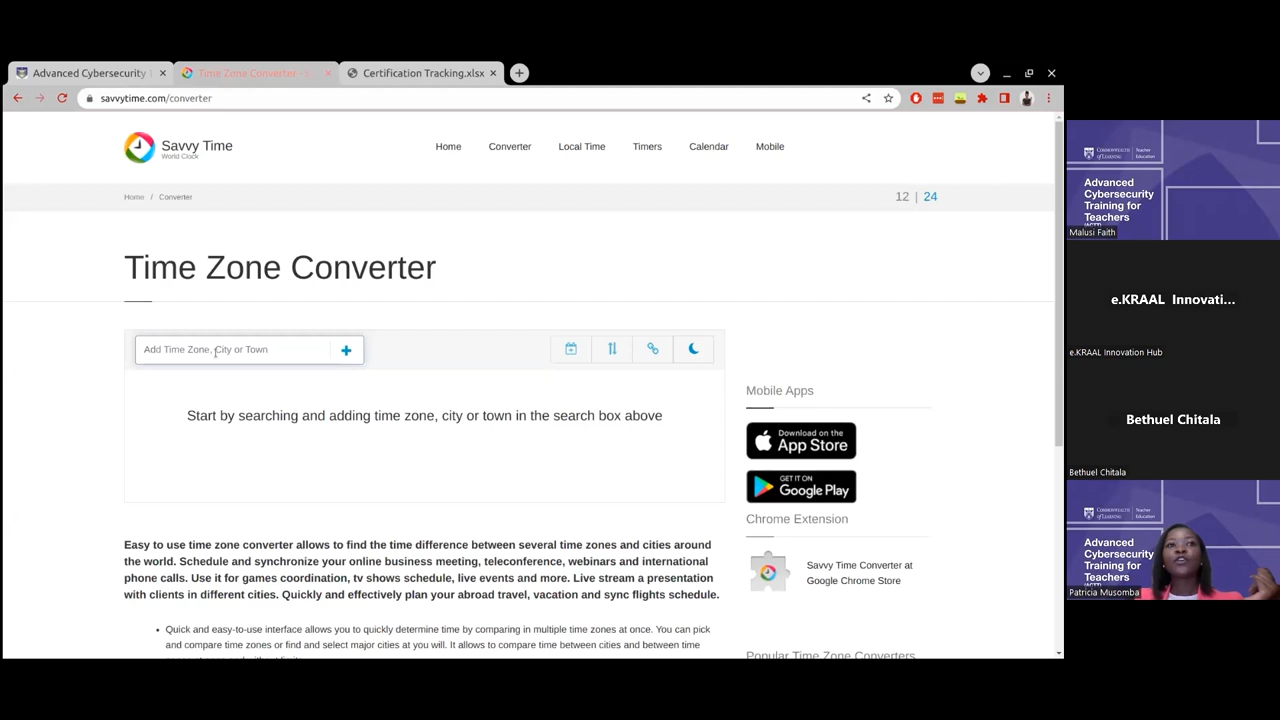 Advanced Cybersecurity
Time Zone Converter - s
Certification Tracking.xlsx
savvytime.com/converter
Savvy Time
World Clock
Home
Converter
Local Time
Timers
Calendar
Mobile
Home / Converter
12 | 24
Time Zone Converter
Add Time Zone, City or Town
Start by searching and adding time zone, city or town in the search box above
Easy to use time zone converter allows to find the time difference between several time zones and cities around
the world. Schedule and synchronize your online business meeting, teleconference, webinars and international
phone calls. Use it for games coordination, tv shows schedule, live events and more. Live stream a presentation
with clients in different cities. Quickly and effectively plan your abroad travel, vacation and sync flights schedule.
• Quick and easy-to-use interface allows you to quickly determine time by comparing in multiple time zones at once. You can pick
and compare time zones or find and select major cities at you will. It allows to compare time between cities and between time
Mobile Apps
Download on the
App Store
GET IT ON
Google Play
Chrome Extension
Savvy Time Converter at
Google Chrome Store
Popular Time Zone Converters
COMMONWEALTH
OF LEARNING
Teacher
Education
Advanced
Cybersecurity
Training for
Teachers
(ACTT)
Malusi Faith
e.KRAAL Innovati...
e.KRAAL Innovation Hub
Bethuel Chitala
Bethuel Chitala
COMMONWEALTH
OF LEARNING
Teacher
Education
Advanced
Cybersecurity
Training for
Teachers
Patricia Musomba